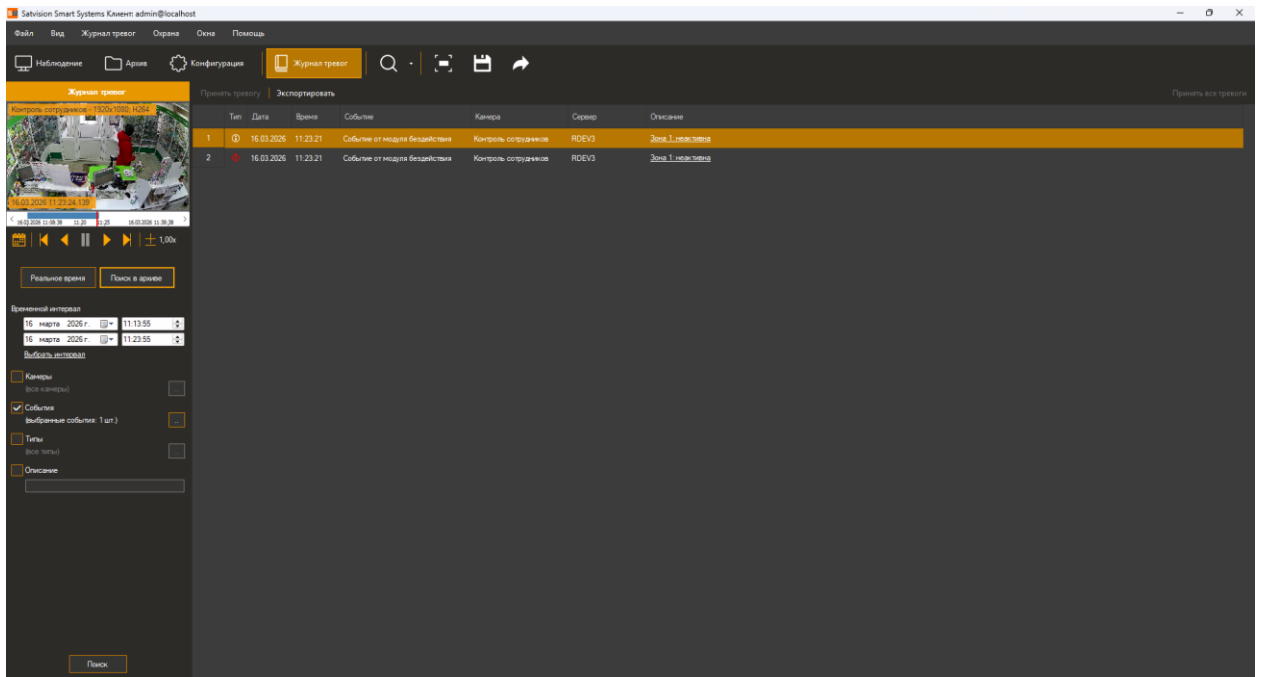 Satvision Smart Systems Клиент: admin@localhost
Файл Вид Журнал тревог Охрана Окна Помощь
Наблюдение Архив Конфигурация Журнал тревог
Журнал тревог
Принять тревогу Экспортировать Принять все тревоги
Контроль сотрудников - 1920x1080; H264
Тип Дата Время Событие Камера Сервер Описание
1 16.03.2026 11:23:21 Событие от модуля бездействия Контроль сотрудников RDEV3 Зона 1: неактивна
2 16.03.2026 11:23:21 Событие от модуля бездействия Контроль сотрудников RDEV3 Зона 1: неактивна
16.03.2026 11:23:24.139
11:20 11:25
1,00x
Реальное время Поиск в архиве
Временной интервал
16 марта 2026 г. 11:13:55
16 марта 2026 г. 11:23:55
Выбрать интервал
Камеры
(все камеры)
...
События
(выбранные события: 1 шт.)
...
Типы
(все типы)
...
Описание
Поиск